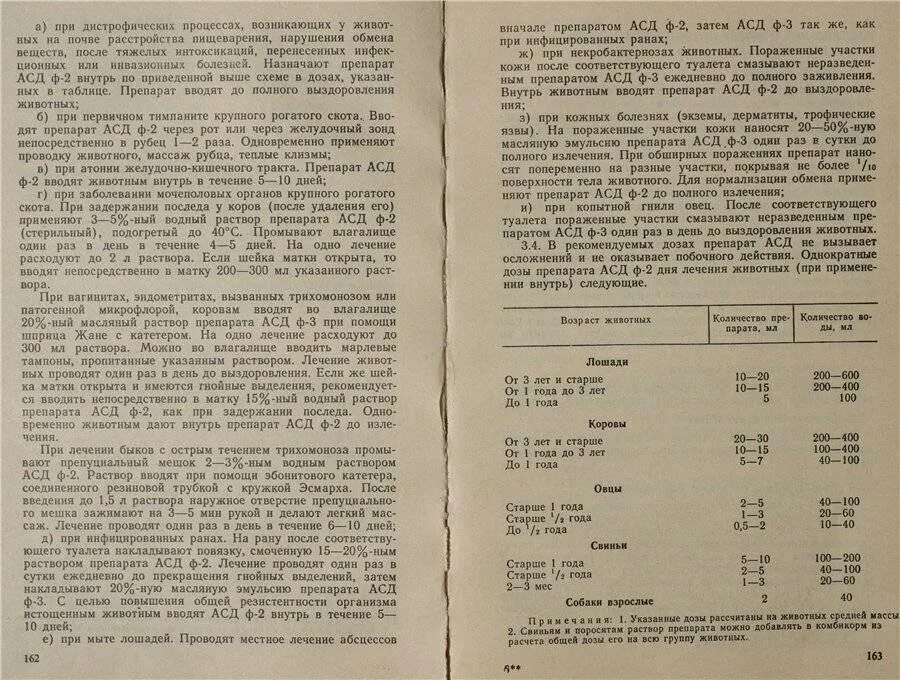 а) при дистрофических процессах, возникающих у живот-
ных на почве расстройства пищеварения, нарушения обмена
веществ, после тяжелых интоксикаций, перенесенных инфек-
ционных или инвазионных болезней. Назначают препарат
АСД ф-2 внутрь по приведенной выше схеме в дозах, указан-
ных в таблице. Препарат вводят до полного выздоровления
животных;
б) при первичном тимпаните крупного рогатого скота. Вво-
дят препарат АСД ф-2 через рот или через желудочный зонд
непосредственно в рубец 1—2 раза. Одновременно применяют
проводку животного, массаж рубца, теплые клизмы;
в) при атонии желудочно-кишечного тракта. Препарат АСД
ф-2 вводят животным внутрь в течение 5—10 дней;
г) при заболевании мочеполовых органов крупного рогатого
скота. При задержании последа у коров (после удаления его)
применяют 3—5%-ный водный раствор препарата АСД ф-2
(стерильный), подогретый до 40°С. Промывают влагалище
один раз в день в течение 4—5 дней. На одно лечение
расходуют до 2 л раствора. Если шейка матки открыта, то
вводят непосредственно в матку 200—300 мл указанного раст-
вора.
При вагинитах, эндометритах, вызванных трихомонозом или
патогенной микрофлорой, коровам вводят во влагалище
20%-ный масляный раствор препарата АСД ф-3 при помощи
шприца Жане с катетером. На одно лечение расходуют до
300 мл раствора. Можно во влагалище вводить марлевые
тампоны, пропитанные указанным раствором. Лечение живот-
ных проводят один раз в день до выздоровления. Если же шей-
ка матки открыта и имеются гнойные выделения, рекомендует-
ся вводить непосредственно в матку 15%-ный водный раствор
препарата АСД ф-2, как при задержании последа. Одно-
временно животным дают внутрь препарат АСД ф-2 до изле-
чения.
При лечении быков с острым течением трихомоноза промы-
вают препуциальный мешок 2—3%-ным водным раствором
АСД ф-2. Раствор вводят при помощи эбонитового катетера,
соединенного резиновой трубкой с кружкой Эсмарха. После
введения до 1,5 л раствора наружное отверстие препуциально-
го мешка зажимают на 3—5 мин рукой и делают легкий мас-
саж. Лечение проводят один раз в день в течение 6—10 дней;
д) при инфицированных ранах. На рану после соответству-
ющего туалета накладывают повязку, смоченную 15—20%-ным
раствором препарата АСД ф-2. Лечение проводят один раз в
сутки ежедневно до прекращения гнойных выделений, затем
накладывают 20%-ную масляную эмульсию препарата АСД
ф-3. С целью повышения общей резистентности организма
истощенным животным вводят АСД ф-2 внутрь в течение 5—
10 дней;
е) при мыте лошадей. Проводят местное лечение абсцессов
162
вначале препаратом АСД ф-2, затем АСД ф-3 так же, как
при инфицированных ранах;
ж) при некробактериозах животных. Пораженные участки
кожи после соответствующего туалета смазывают неразведен-
ным препаратом АСД ф-3 ежедневно до полного заживления.
Внутрь животным вводят препарат АСД ф-2 до выздоровле-
ния;
з) при кожных болезнях (экземы, дерматиты, трофические
язвы). На пораженные участки кожи наносят 20—50%-ную
масляную эмульсию препарата АСД ф-3 один раз в сутки до
полного излечения. При обширных поражениях препарат нано-
сят попеременно на разные участки, покрывая не более 1/10
поверхности тела животного. Для нормализации обмена приме-
няют препарат АСД ф-2 до полного излечения;
и) при копытной гнили овец. После соответствующего
туалета пораженные участки смазывают неразведенным пре-
паратом АСД ф-3 один раз в день до выздоровления животных.
3.4. В рекомендуемых дозах препарат АСД не вызывает
осложнений и не оказывает побочного действия. Однократные
дозы препарата АСД ф-2 дня лечения животных (при примене-
нии внутрь) следующие.
Возраст животных Количество пре- Количество во-
парата, мл ды, мл
Лошади
От 3 лет и старше 10—20 200—600
От 1 года до 3 лет 10—15 200—400
До 1 года 5 100
Коровы
От 3 лет и старше 20—30 200—400
От 1 года до 3 лет 10—15 100—400
До 1 года 5—7 40—100
Овцы
Старше 1 года 2—5 40—100
Старше 1/2 года 1—3 20—60
До 1/2 года 0,5—2 10—40
Свиньи
Старше 1 года 5—10 100—200
Старше 1/2 года 2—5 40—100
2—3 мес 1—3 20—60
Собаки взрослые 2 40
Примечания: 1. Указанные дозы рассчитаны на животных средней массы
2. Свиньям и поросятам раствор препарата можно добавлять в комбикорм из
расчета общей дозы его на всю группу животных.
6** 163